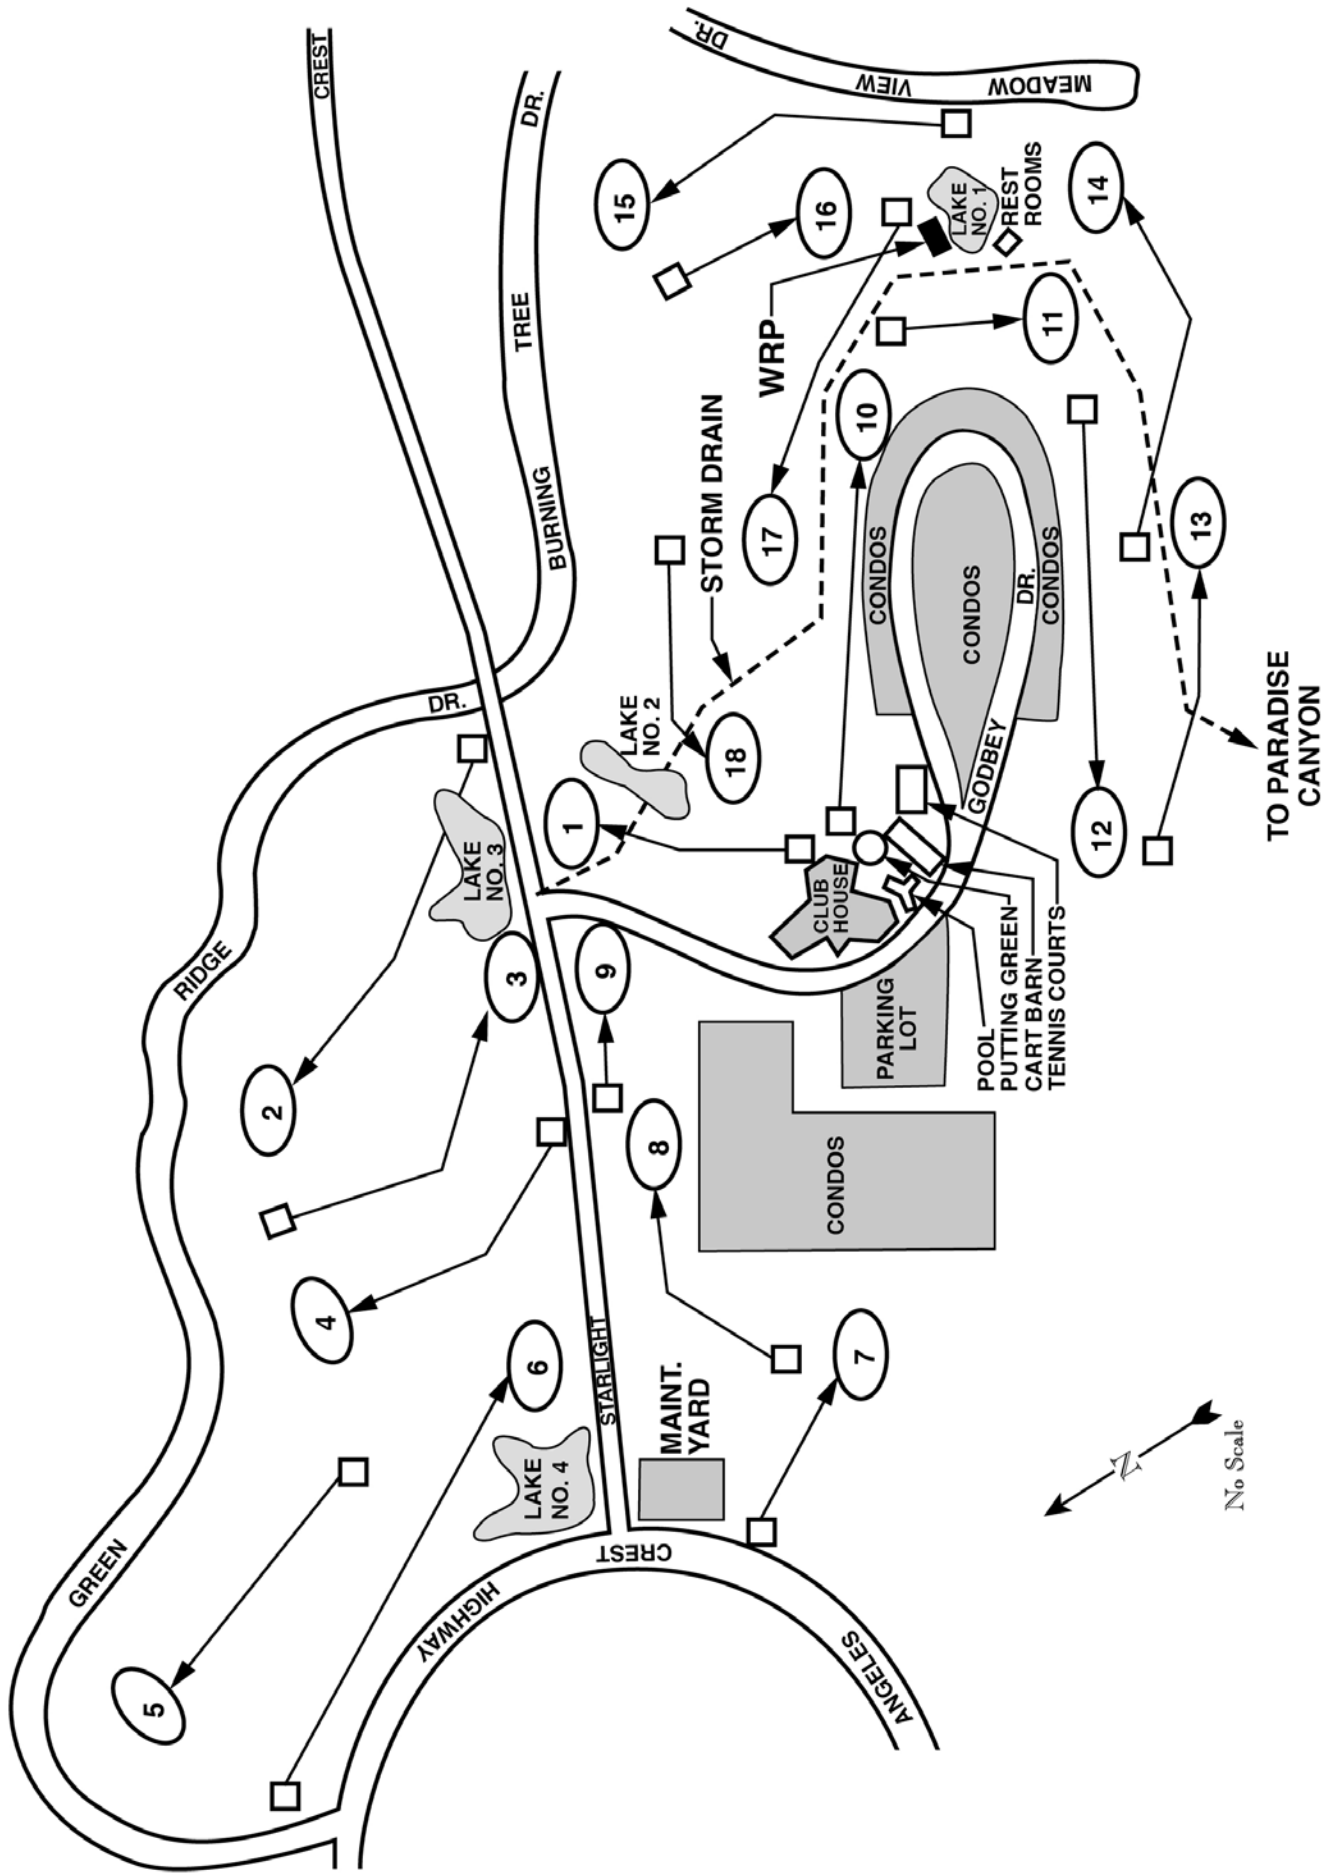 CREST
DR.
TREE
BURNING
DR.
RIDGE
GREEN
DR.
VIEW
MEADOW
15
16
14
LAKE
NO. 1
REST
ROOMS
WRP
11
10
17
STORM DRAIN
CONDOS
CONDOS
CONDOS
DR.
GODBEY
13
12
TO PARADISE
CANYON
LAKE
NO. 2
18
1
LAKE
NO. 3
3
9
2
CLUB
HOUSE
PARKING
LOT
POOL
PUTTING GREEN
CART BARN
TENNIS COURTS
8
CONDOS
4
6
STARLIGHT
7
MAINT.
YARD
LAKE
NO. 4
5
HIGHWAY
CREST
ANGELES
N
No Scale